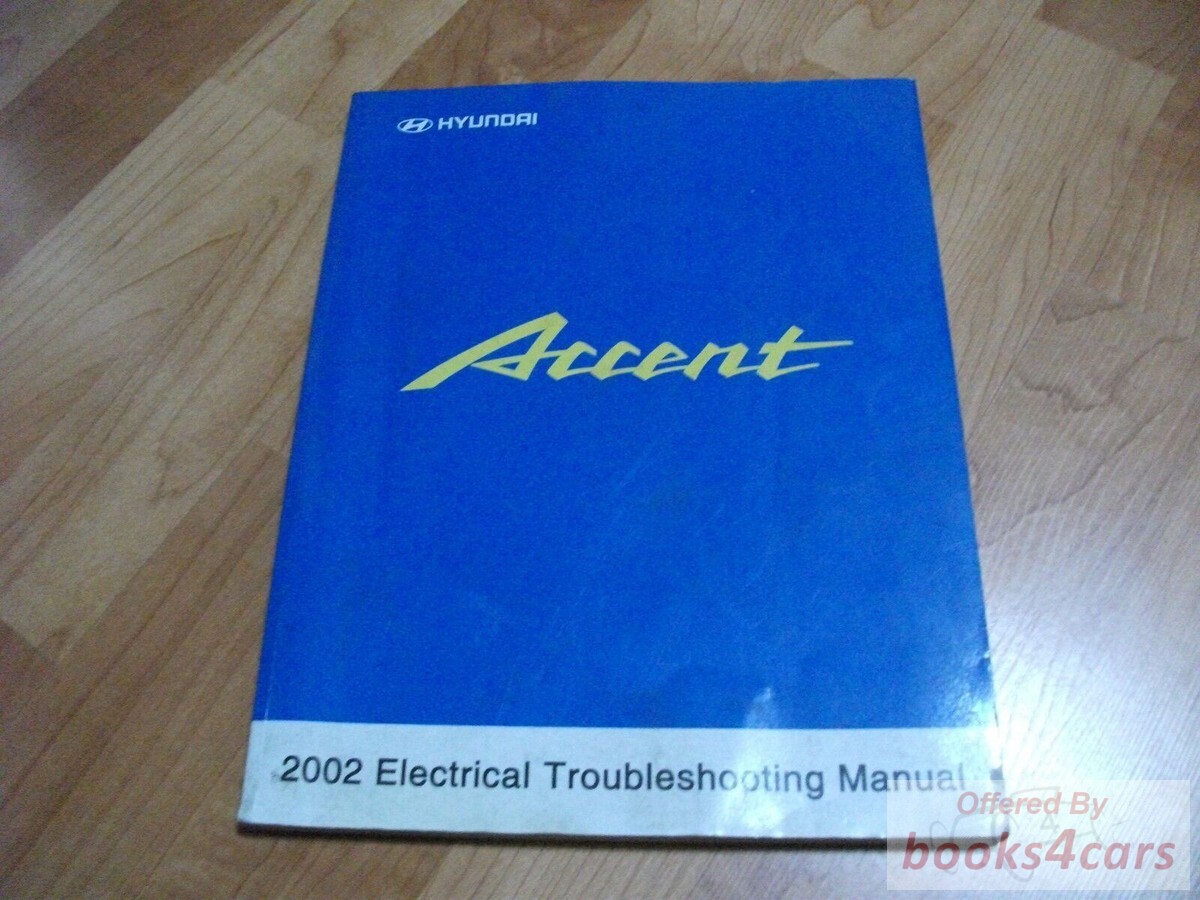 HYUNDAI
Accent
2002 Electrical Troubleshooting Manual
Offered By
books4cars